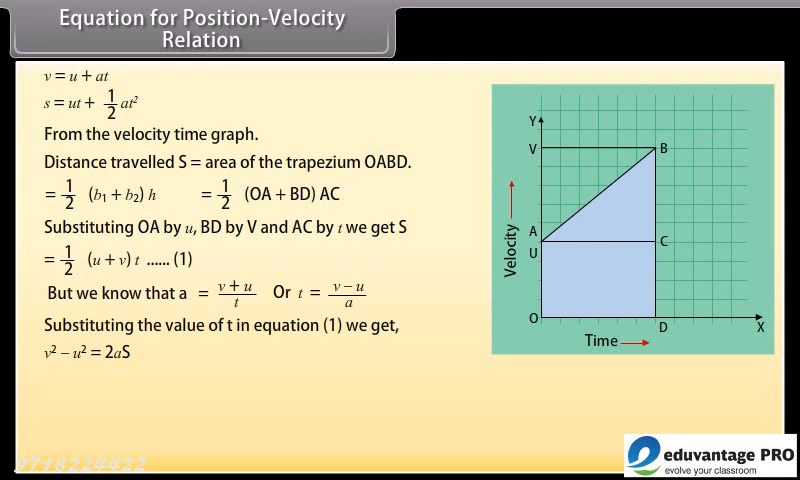 Equation for Position-Velocity
Relation
v = u + at
s = ut + 1/2 at²
From the velocity time graph.
Distance travelled S = area of the trapezium OABD.
= 1/2 (b₁ + b₂) h = 1/2 (OA + BD) AC
Substituting OA by u, BD by V and AC by t we get S
= 1/2 (u + v) t ...... (1)
But we know that a = v + u/t Or t = v – u/a
Substituting the value of t in equation (1) we get,
v² – u² = 2aS
Y
V
B
A
C
U
O
D
X
Velocity
Time
9718224422
eduvantage PRO
evolve your classroom